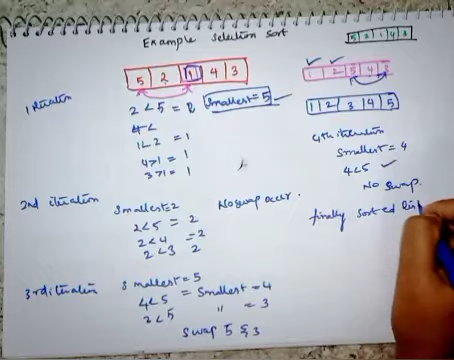 Example selection sort
5 2 1 4 3
5 2 1 4 3
1 2 5 4 3
1 2 3 4 5
1 iteration
smallest = 5
2 < 5 = 2
4 <
1 < 2 = 1
4 > 1 = 1
3 > 1 = 1
4th iteration
smallest = 4
4 < 5
No swap.
2nd iteration
smallest = 2
No swap occur.
2 < 5 = 2
2 < 4 = 2
2 < 3 2
finally sorted lis
3rd iteration
smallest = 5
4 < 5 = smallest = 4
2 < 5 " = 3
swap 5 & 3